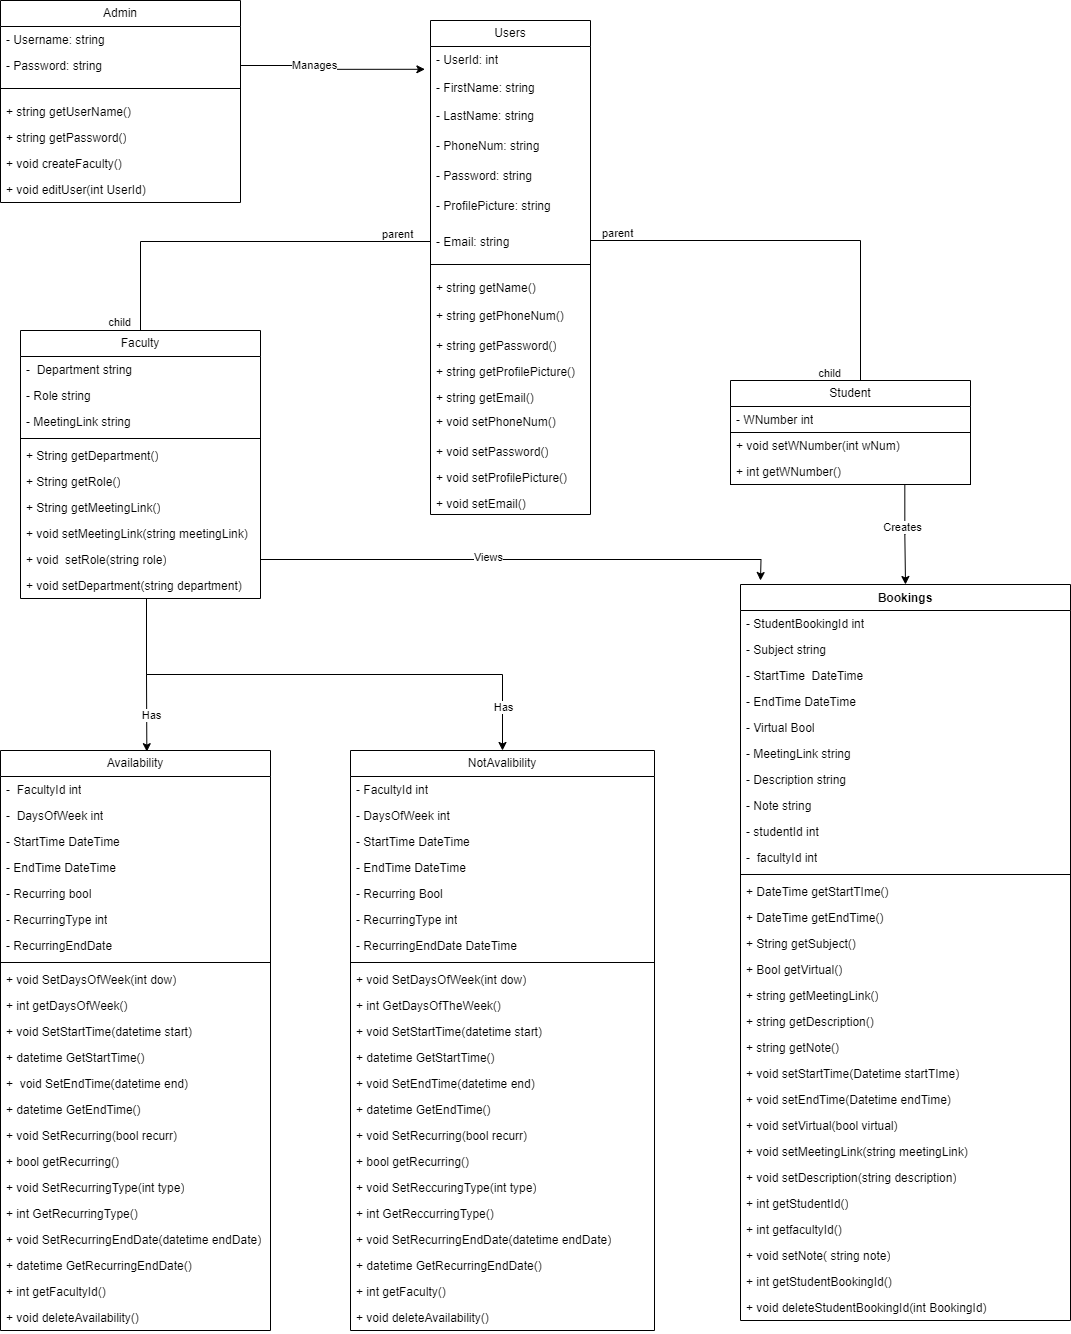 Admin
- Username: string
- Password: string
+ string getUserName()
+ string getPassword()
+ void createFaculty()
+ void editUser(int UserId)
Manages
Users
- UserId: int
- FirstName: string
- LastName: string
- PhoneNum: string
- Password: string
- ProfilePicture: string
- Email: string
+ string getName()
+ string getPhoneNum()
+ string getPassword()
+ string getProfilePicture()
+ string getEmail()
+ void setPhoneNum()
+ void setPassword()
+ void setProfilePicture()
+ void setEmail()
parent
parent
child
child
Faculty
- Department string
- Role string
- MeetingLink string
+ String getDepartment()
+ String getRole()
+ String getMeetingLink()
+ void setMeetingLink(string meetingLink)
+ void setRole(string role)
+ void setDepartment(string department)
Student
- WNumber int
+ void setWNumber(int wNum)
+ int getWNumber()
Creates
Views
Has
Has
Availability
- FacultyId int
- DaysOfWeek int
- StartTime DateTime
- EndTime DateTime
- Recurring bool
- RecurringType int
- RecurringEndDate
+ void SetDaysOfWeek(int dow)
+ int getDaysOfWeek()
+ void SetStartTime(datetime start)
+ datetime GetStartTime()
+ void SetEndTime(datetime end)
+ datetime GetEndTime()
+ void SetRecurring(bool recurr)
+ bool getRecurring()
+ void SetRecurringType(int type)
+ int GetRecurringType()
+ void SetRecurringEndDate(datetime endDate)
+ datetime GetRecurringEndDate()
+ int getFacultyId()
+ void deleteAvailability()
NotAvalibility
- FacultyId int
- DaysOfWeek int
- StartTime DateTime
- EndTime DateTime
- Recurring Bool
- RecurringType int
- RecurringEndDate DateTime
+ void SetDaysOfWeek(int dow)
+ int GetDaysOfTheWeek()
+ void SetStartTime(datetime start)
+ datetime GetStartTime()
+ void SetEndTime(datetime end)
+ datetime GetEndTime()
+ void SetRecurring(bool recurr)
+ bool getRecurring()
+ void SetReccuringType(int type)
+ int GetReccurringType()
+ void SetRecurringEndDate(datetime endDate)
+ datetime GetRecurringEndDate()
+ int getFaculty()
+ void deleteAvailability()
Bookings
- StudentBookingId int
- Subject string
- StartTime DateTime
- EndTime DateTime
- Virtual Bool
- MeetingLink string
- Description string
- Note string
- studentId int
- facultyId int
+ DateTime getStartTIme()
+ DateTime getEndTime()
+ String getSubject()
+ Bool getVirtual()
+ string getMeetingLink()
+ string getDescription()
+ string getNote()
+ void setStartTime(Datetime startTIme)
+ void setEndTime(Datetime endTime)
+ void setVirtual(bool virtual)
+ void setMeetingLink(string meetingLink)
+ void setDescription(string description)
+ int getStudentId()
+ int getfacultyId()
+ void setNote( string note)
+ int getStudentBookingId()
+ void deleteStudentBookingId(int BookingId)